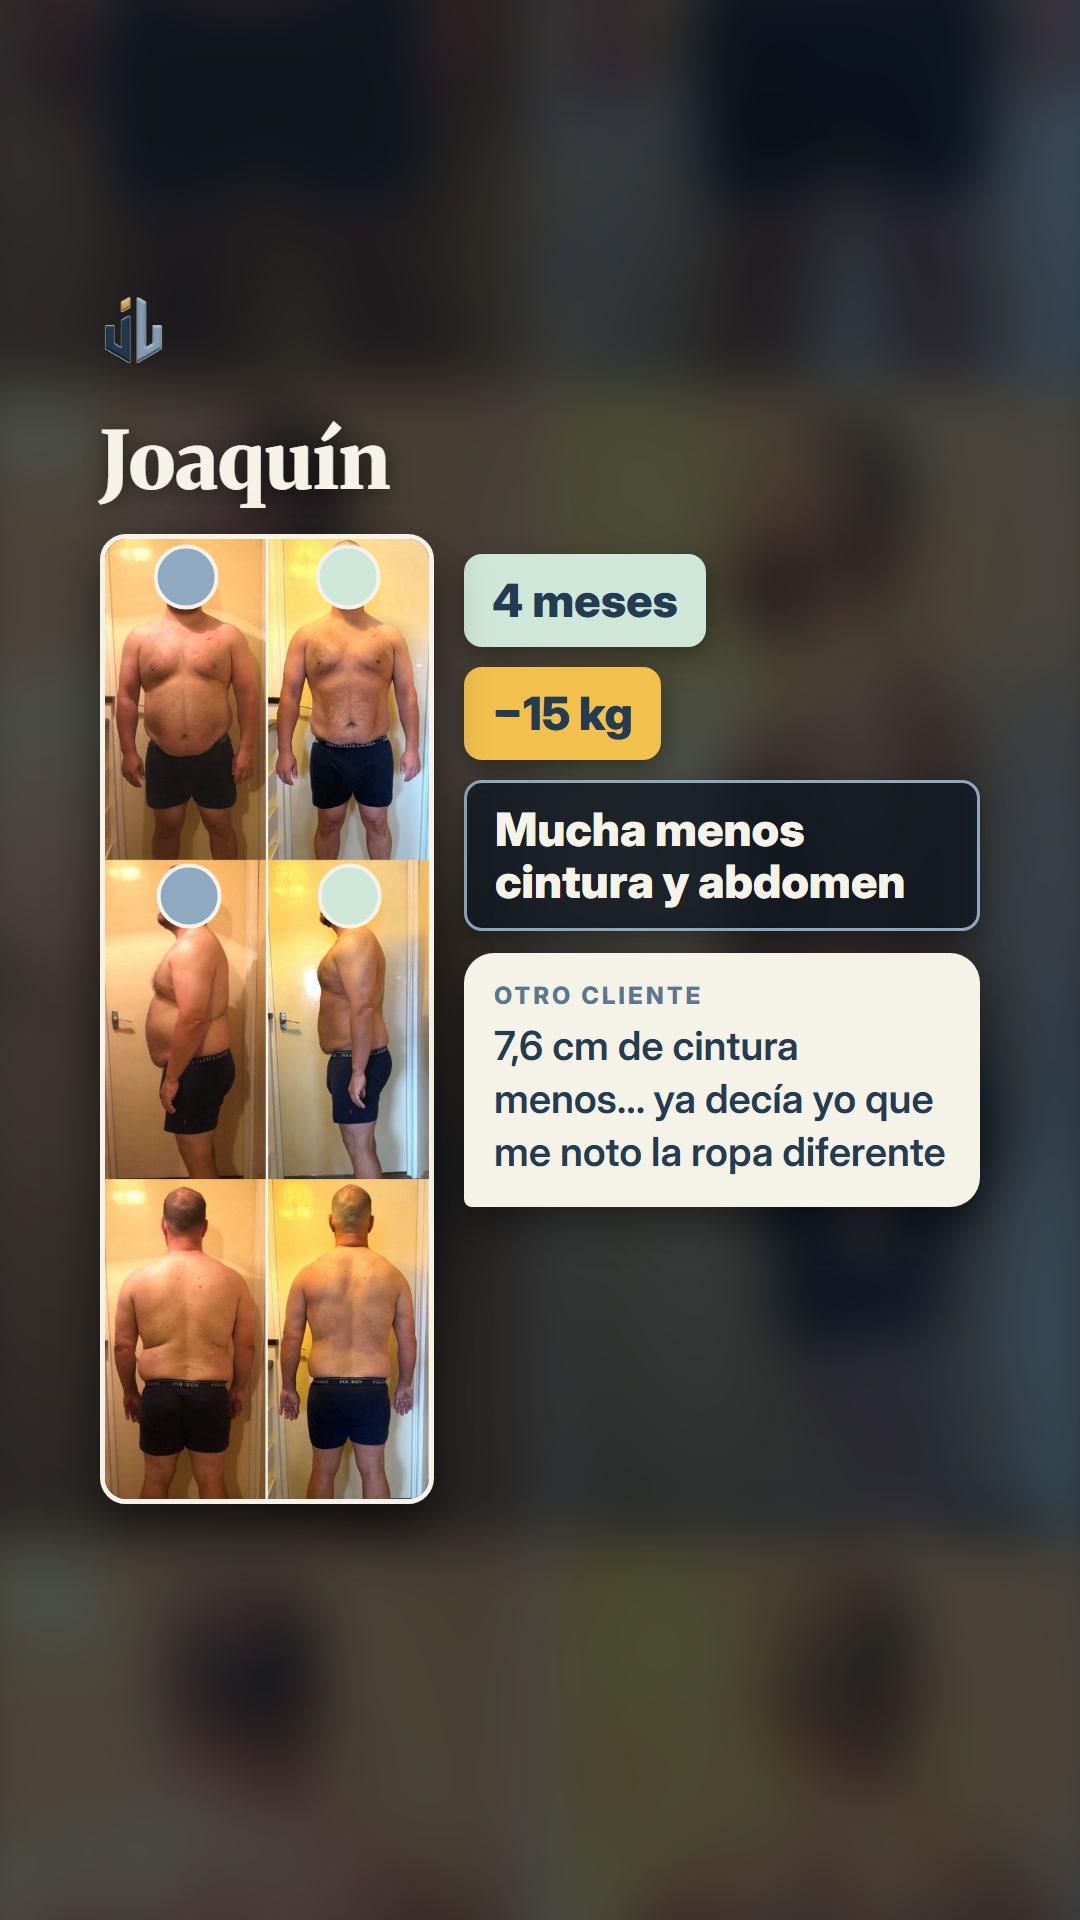 Joaquín
4 meses
−15 kg
Mucha menos
cintura y abdomen
OTRO CLIENTE
7,6 cm de cintura
menos... ya decía yo que
me noto la ropa diferente